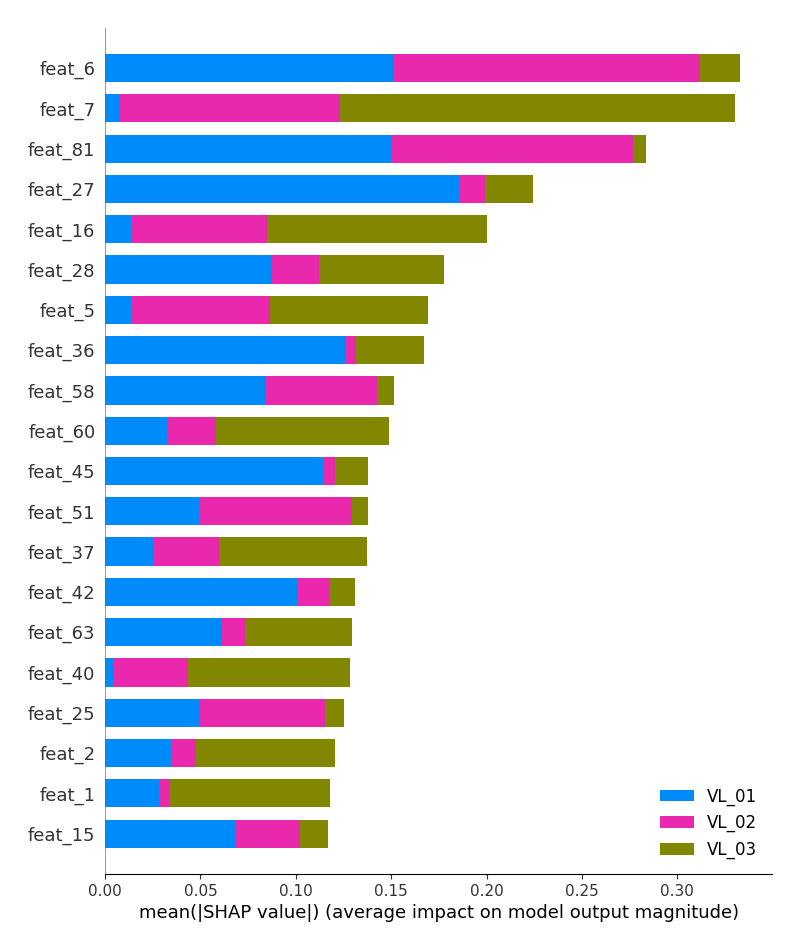 feat_6
feat_7
feat_81
feat_27
feat_16
feat_28
feat_5
feat_36
feat_58
feat_60
feat_45
feat_51
feat_37
feat_42
feat_63
feat_40
feat_25
feat_2
feat_1
feat_15
VL_01
VL_02
VL_03
0.00 0.05 0.10 0.15 0.20 0.25 0.30
mean(|SHAP value|) (average impact on model output magnitude)